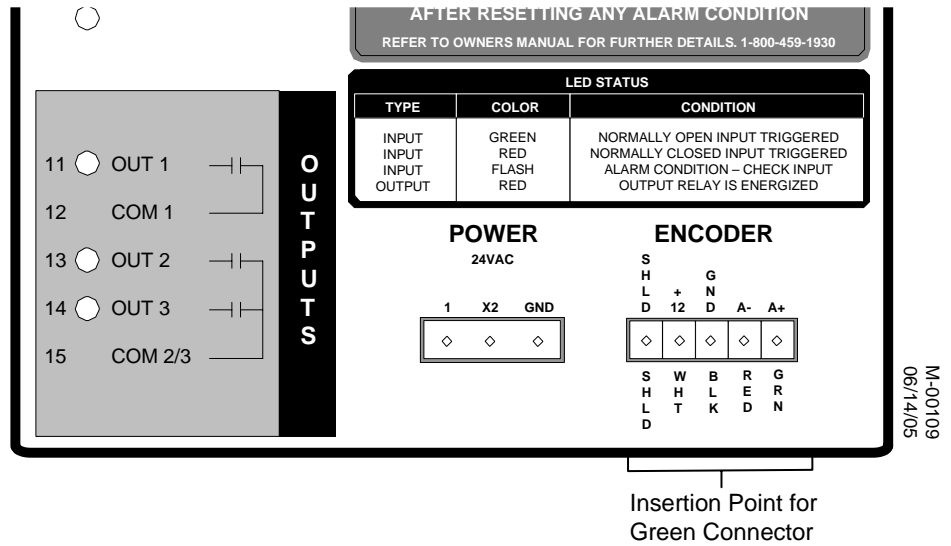 AFTER RESETTING ANY ALARM CONDITION
REFER TO OWNERS MANUAL FOR FURTHER DETAILS. 1-800-459-1930
LED STATUS
TYPE COLOR CONDITION
INPUT GREEN NORMALLY OPEN INPUT TRIGGERED
INPUT RED NORMALLY CLOSED INPUT TRIGGERED
INPUT FLASH ALARM CONDITION – CHECK INPUT
OUTPUT RED OUTPUT RELAY IS ENERGIZED
11 OUT 1
12 COM 1
13 OUT 2
14 OUT 3
15 COM 2/3
OUTPUTS
POWER
24VAC
1 X2 GND
ENCODER
SHLD +12 GND A- A+
SHLD WHT BLK RED GRN
M-00109
06/14/05
Insertion Point for
Green Connector